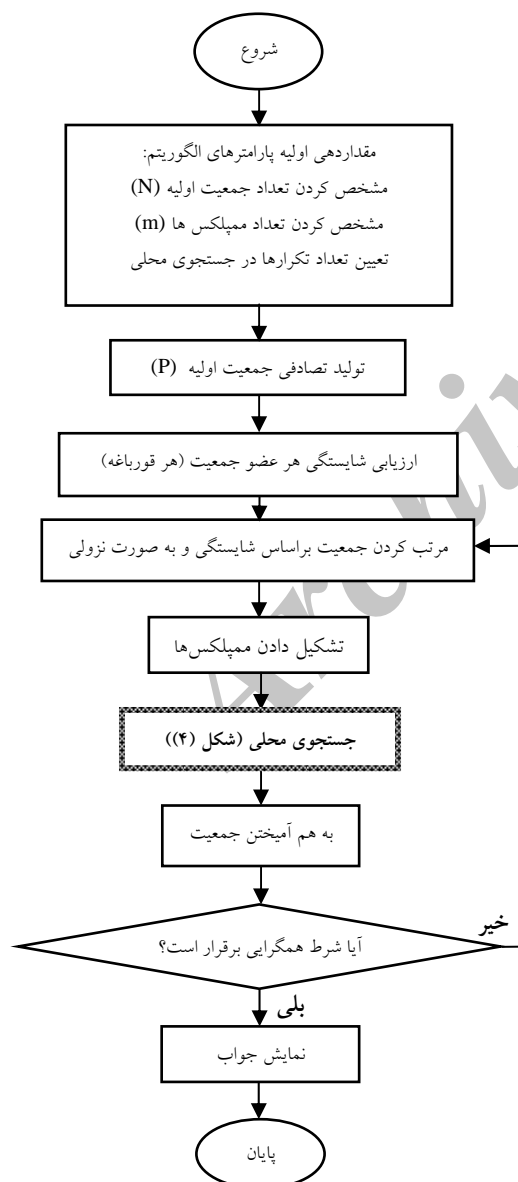 شروع
مقداردهی اولیه پارامترهای الگوریتم:
مشخص کردن تعداد جمعیت اولیه (N)
مشخص کردن تعداد ممپلکس ها (m)
تعیین تعداد تکرارها در جستجوی محلی
تولید تصادفی جمعیت اولیه (P)
ارزیابی شایستگی هر عضو جمعیت (هر قورباغه)
مرتب کردن جمعیت براساس شایستگی و به صورت نزولی
تشکیل دادن ممپلکس‌ها
جستجوی محلی (شکل (۴))
به هم آمیختن جمعیت
آیا شرط همگرایی برقرار است؟
خیر
بلی
نمایش جواب
پایان
Archiv